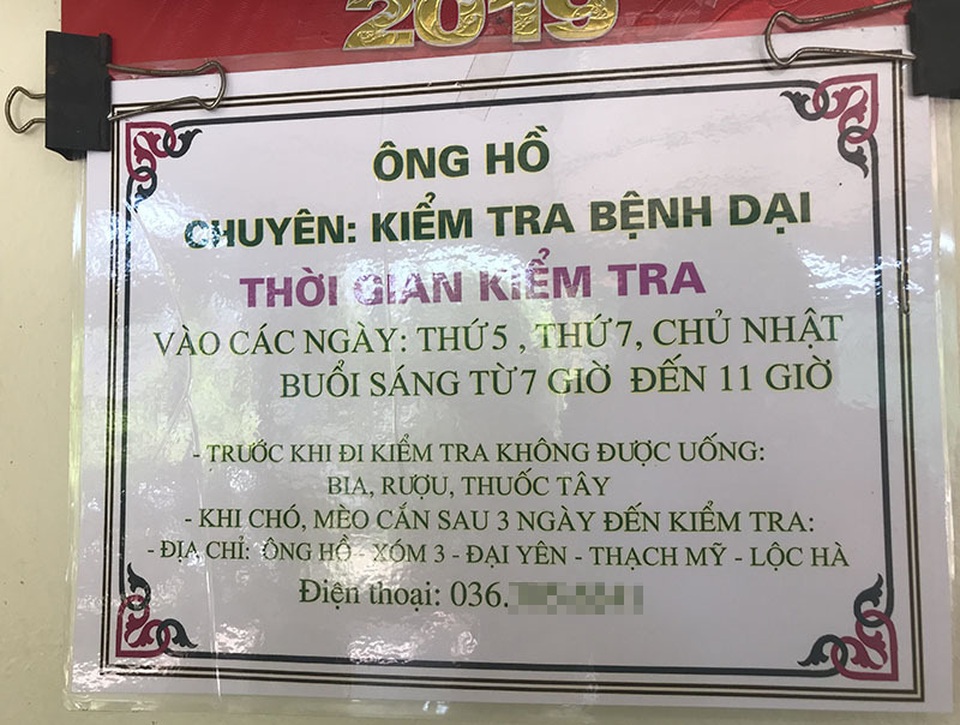 2019
ÔNG HỒ
CHUYÊN: KIỂM TRA BỆNH DẠI
THỜI GIAN KIỂM TRA
VÀO CÁC NGÀY: THỨ 5 , THỨ 7, CHỦ NHẬT
BUỔI SÁNG TỪ 7 GIỜ ĐẾN 11 GIỜ
- TRƯỚC KHI ĐI KIỂM TRA KHÔNG ĐƯỢC UỐNG:
BIA, RƯỢU, THUỐC TÂY
- KHI CHÓ, MÈO CẮN SAU 3 NGÀY ĐẾN KIỂM TRA:
- ĐỊA CHỈ: ÔNG HỒ - XÓM 3 - ĐẠI YÊN - THẠCH MỸ - LỘC HÀ
Điện thoại: 036.